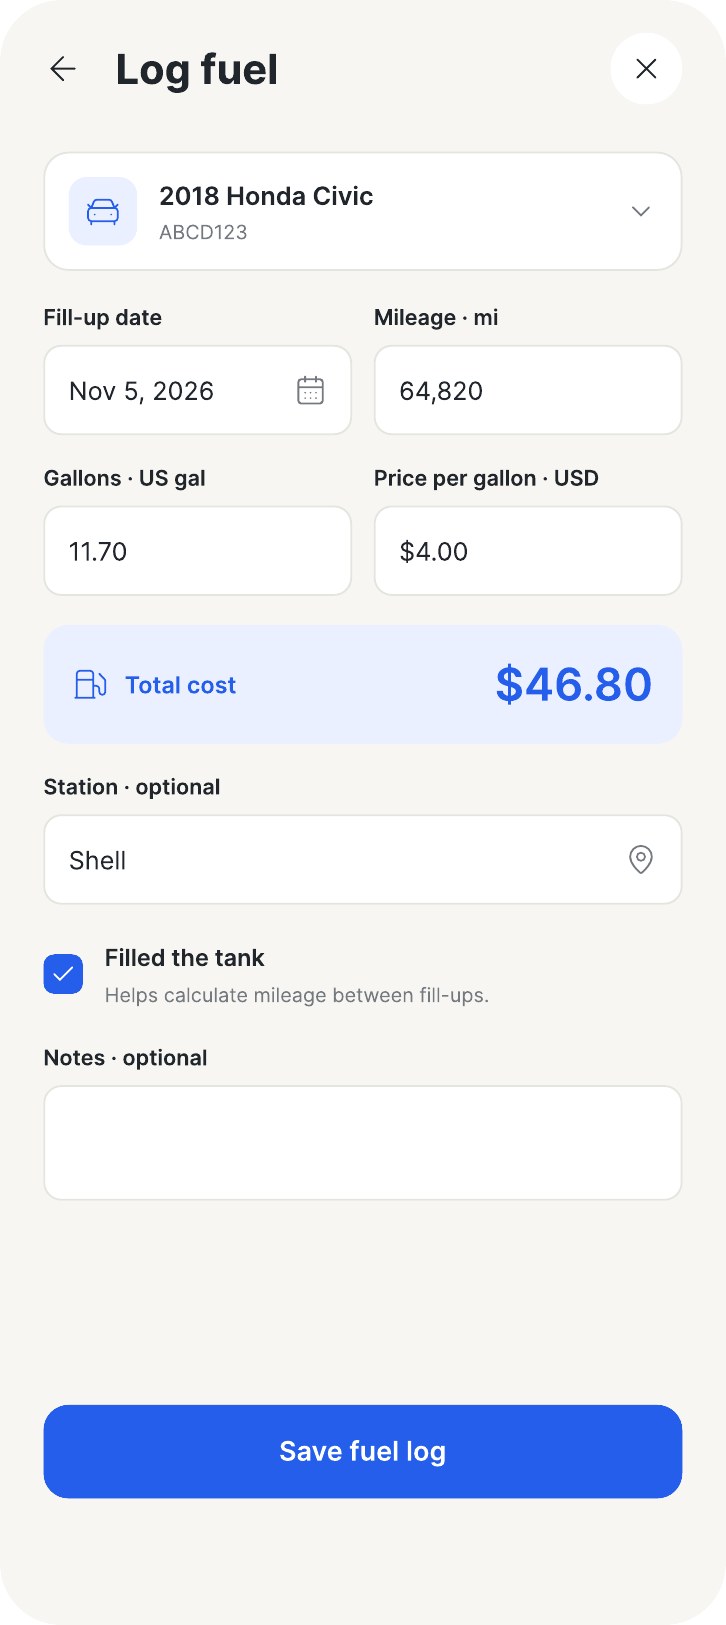 Log fuel
2018 Honda Civic
ABCD123
Fill-up date
Mileage · mi
Nov 5, 2026
64,820
Gallons · US gal
Price per gallon · USD
11.70
$4.00
Total cost
$46.80
Station · optional
Shell
Filled the tank
Helps calculate mileage between fill-ups.
Notes · optional
Save fuel log